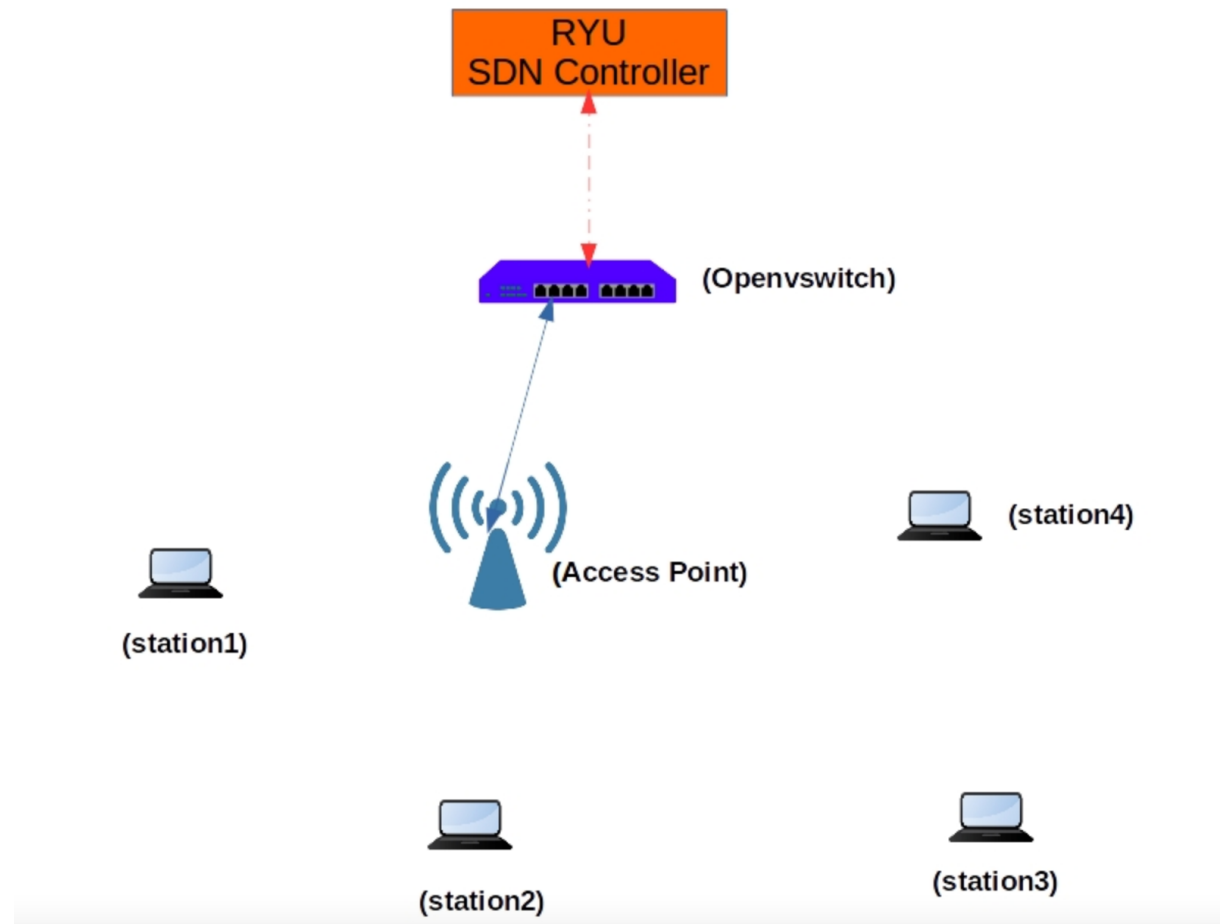 RYU
SDN Controller
(Openvswitch)
(station4)
(Access Point)
(station1)
(station3)
(station2)